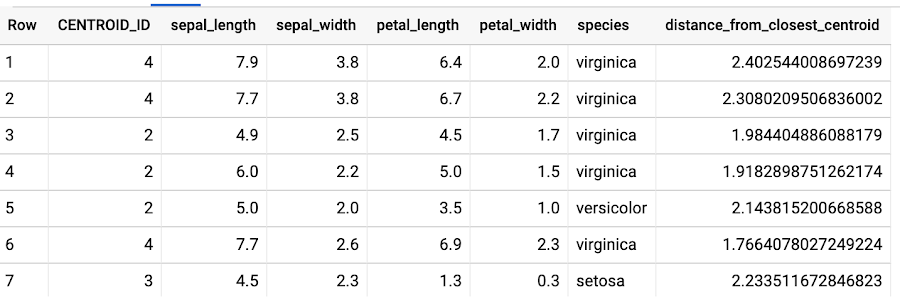 Row CENTROID_ID sepal_length sepal_width petal_length petal_width species distance_from_closest_centroid
1 4 7.9 3.8 6.4 2.0 virginica 2.402544008697239
2 4 7.7 3.8 6.7 2.2 virginica 2.3080209506836002
3 2 4.9 2.5 4.5 1.7 virginica 1.984404886088179
4 2 6.0 2.2 5.0 1.5 virginica 1.9182898751262174
5 2 5.0 2.0 3.5 1.0 versicolor 2.143815200668588
6 4 7.7 2.6 6.9 2.3 virginica 1.7664078027249224
7 3 4.5 2.3 1.3 0.3 setosa 2.233511672846823